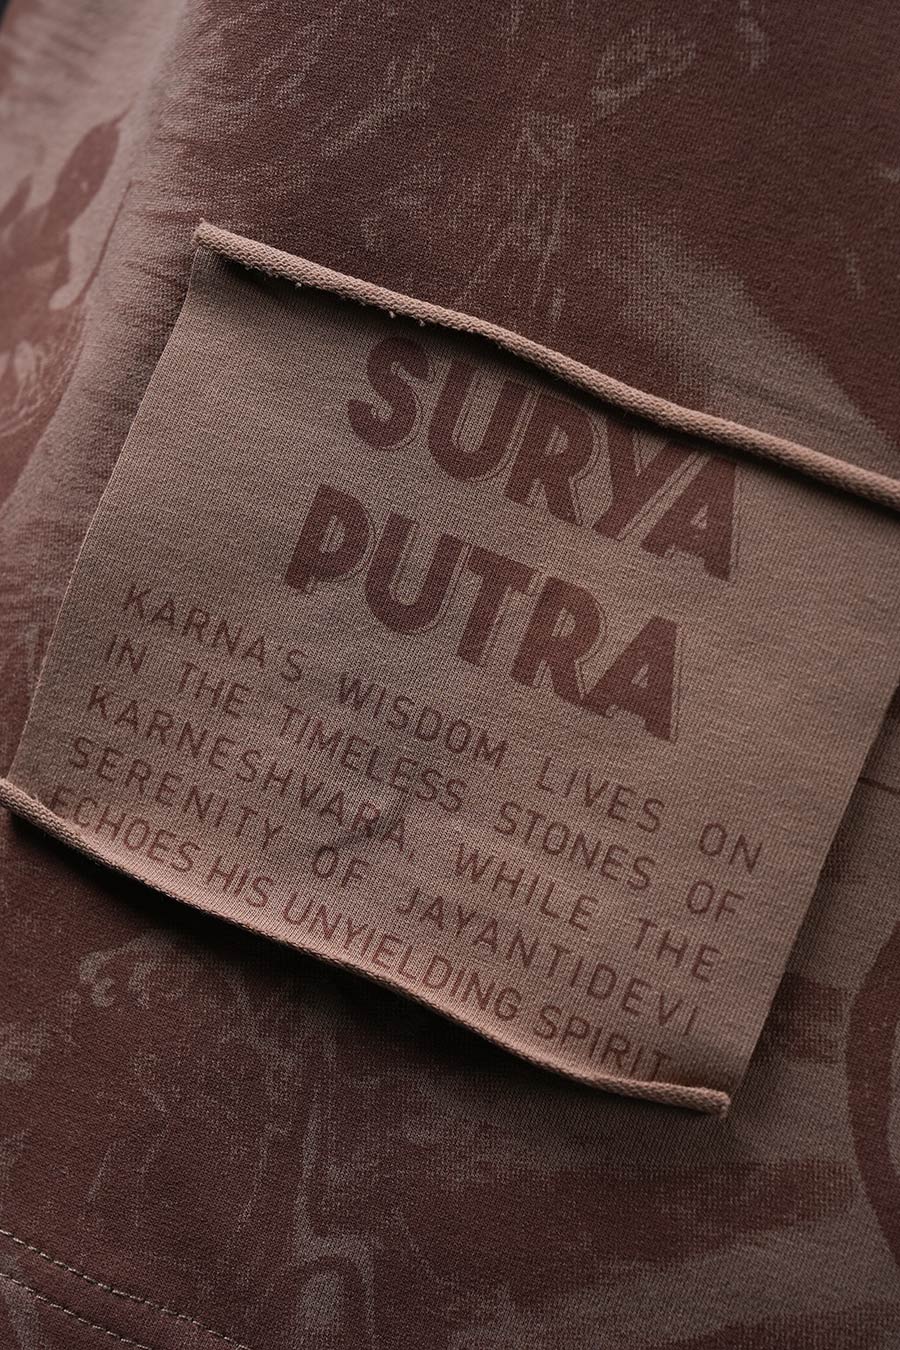 SURYA
PUTRA
KARNA'S WISDOM LIVES ON
IN THE TIMELESS STONES OF
KARNESHVARA, WHILE THE
SERENITY OF JAYANTIDEVI
ECHOES HIS UNYIELDING SPIRIT